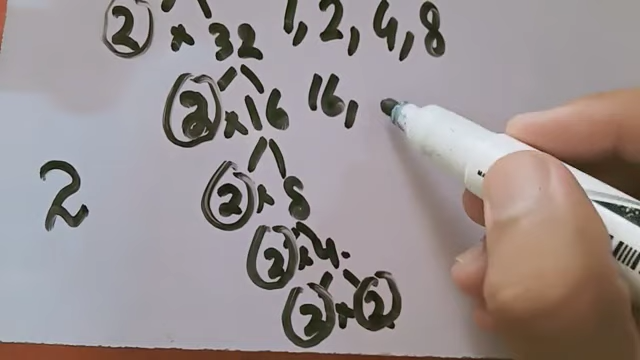 2 × 32 1, 2, 4, 8
2 × 16 16,
2 2 × 8
2 × 4
2 × 2